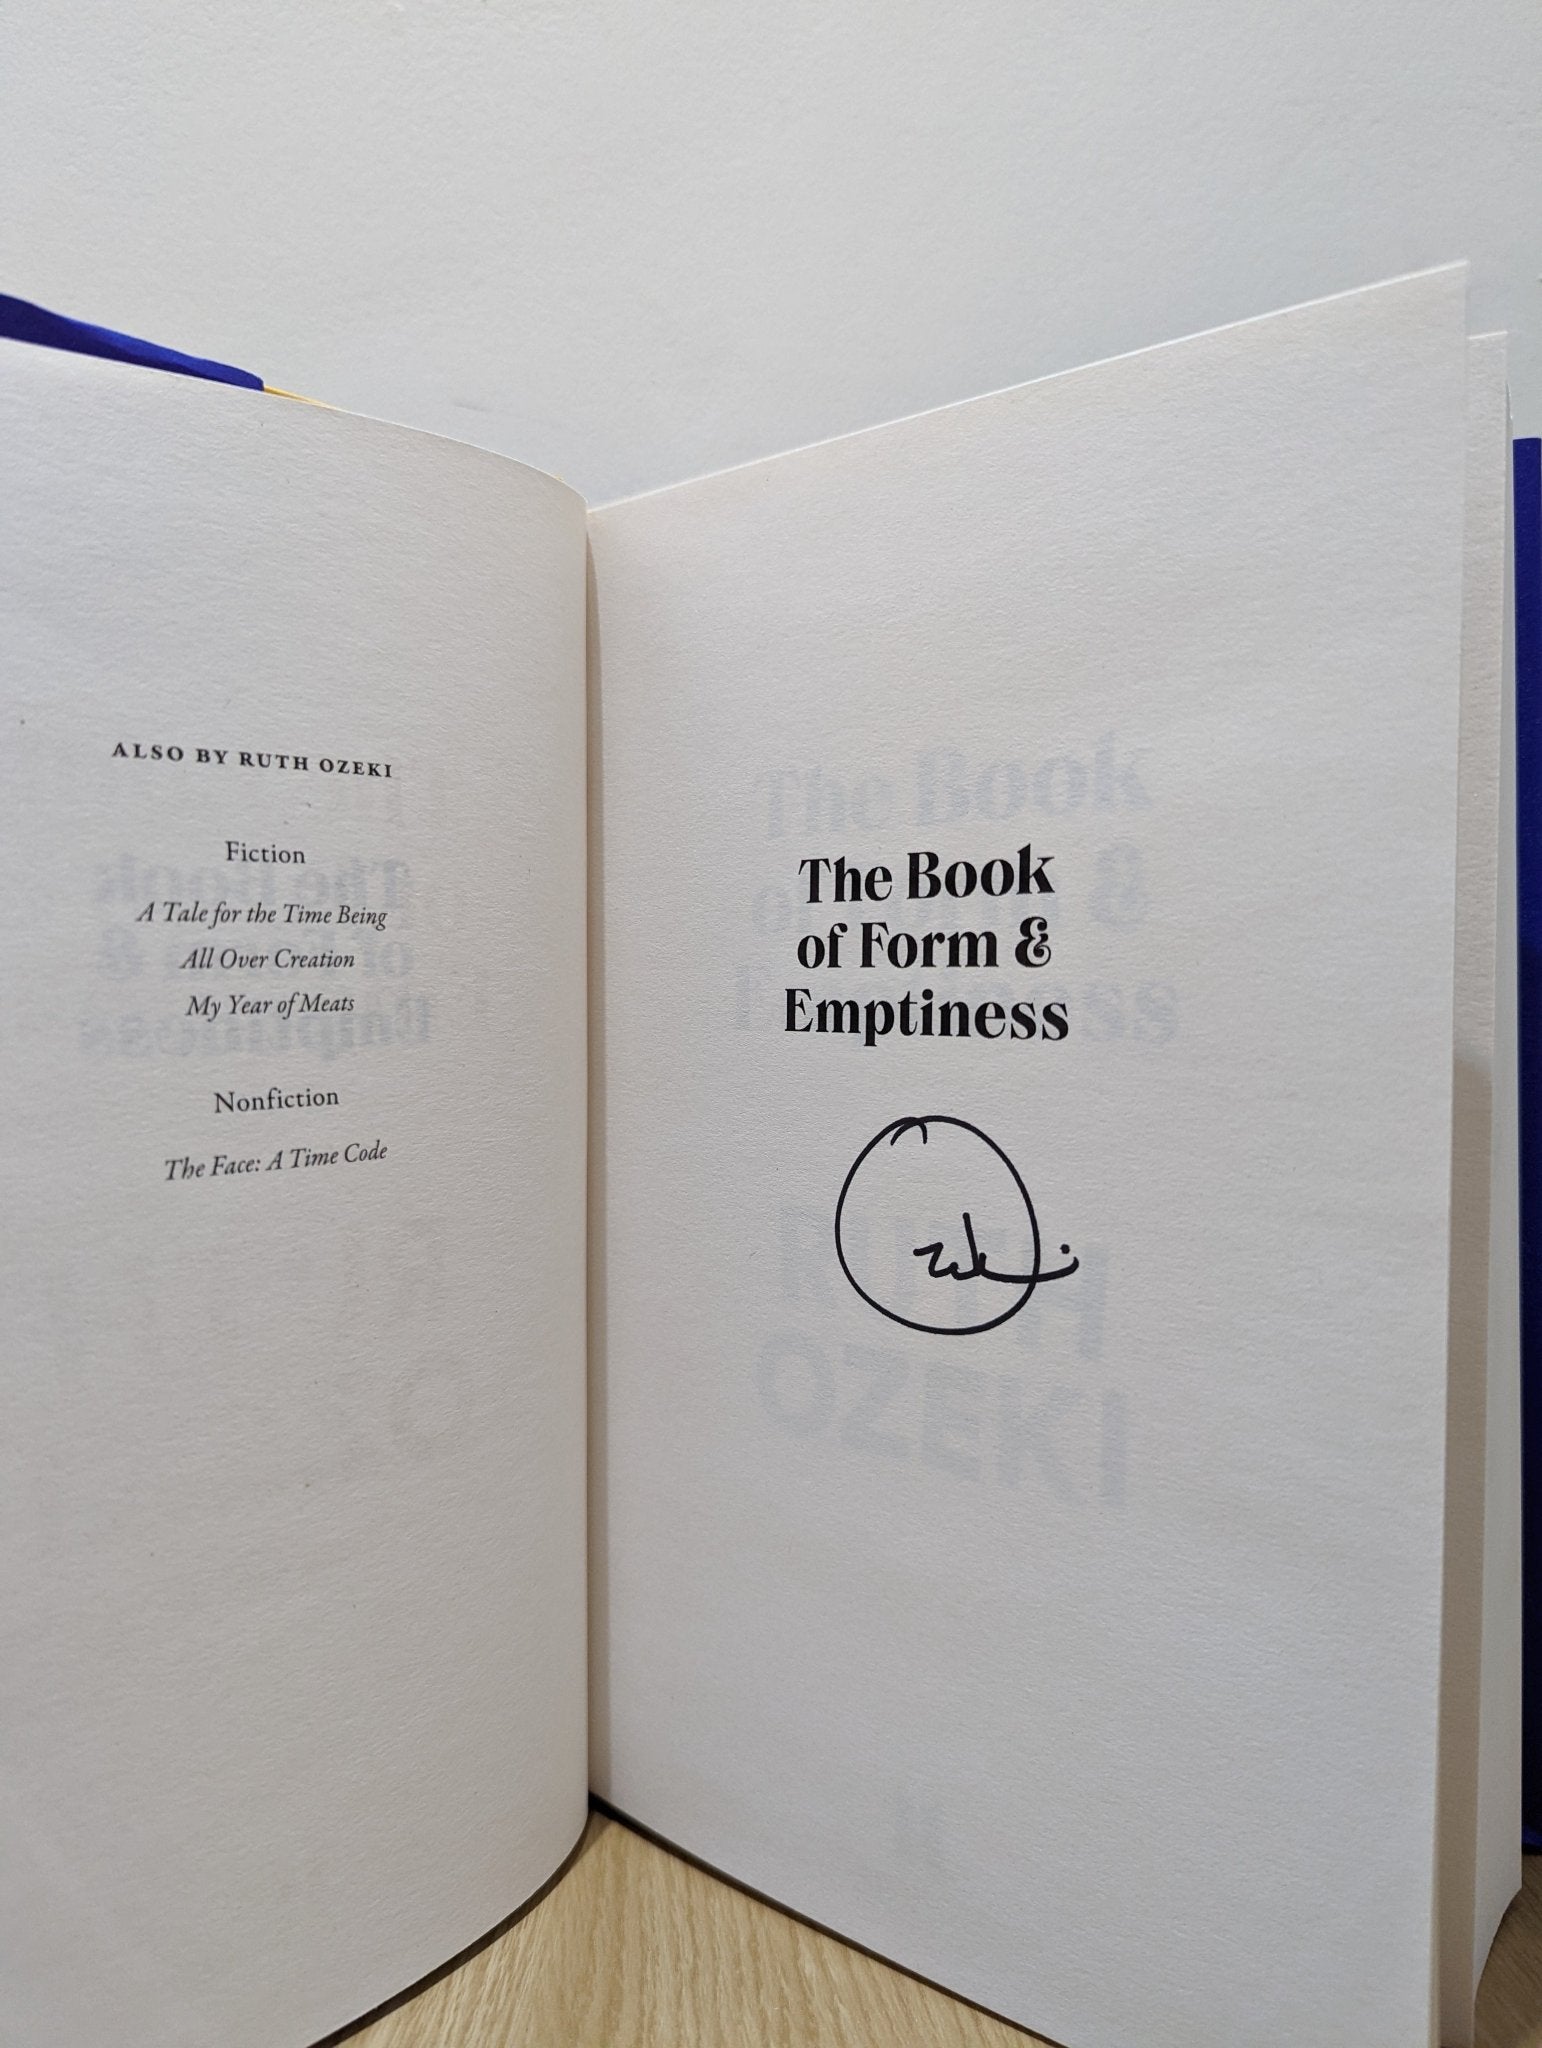 ALSO BY RUTH OZEKI
Fiction
A Tale for the Time Being
All Over Creation
My Year of Meats
Nonfiction
The Face: A Time Code
The Book
of Form &
Emptiness
Ozeki